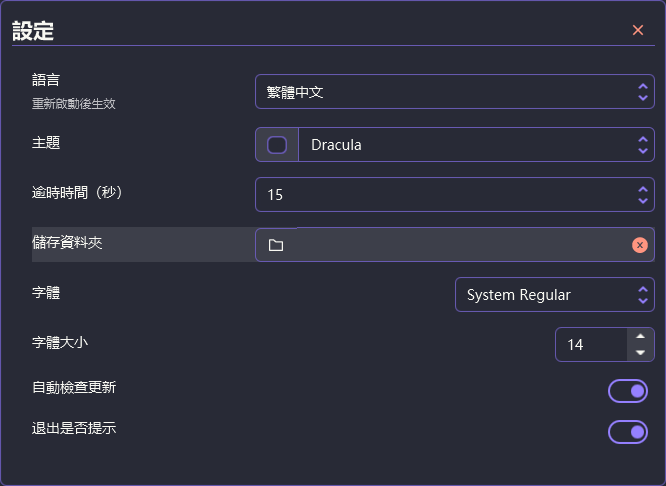 設定
語言
繁體中文
重新啟動後生效
主題
Dracula
逾時時間（秒）
15
儲存資料夾
字體
System Regular
字體大小
14
自動檢查更新
退出是否提示